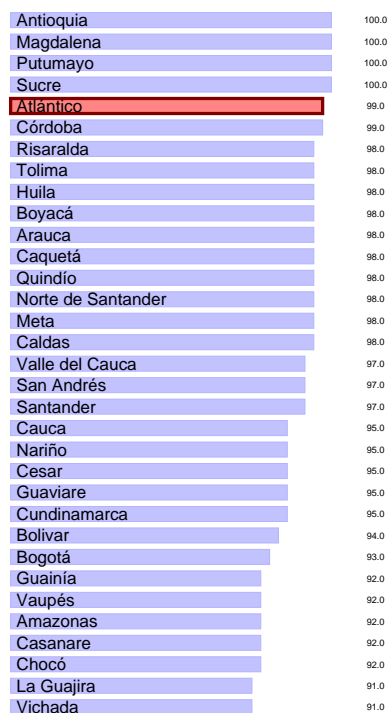 Antioquia 100.0
Magdalena 100.0
Putumayo 100.0
Sucre 100.0
Atlántico 99.0
Córdoba 99.0
Risaralda 98.0
Tolima 98.0
Huila 98.0
Boyacá 98.0
Arauca 98.0
Caquetá 98.0
Quindío 98.0
Norte de Santander 98.0
Meta 98.0
Caldas 98.0
Valle del Cauca 97.0
San Andrés 97.0
Santander 97.0
Cauca 95.0
Nariño 95.0
Cesar 95.0
Guaviare 95.0
Cundinamarca 95.0
Bolivar 94.0
Bogotá 93.0
Guainía 92.0
Vaupés 92.0
Amazonas 92.0
Casanare 92.0
Chocó 92.0
La Guajira 91.0
Vichada 91.0